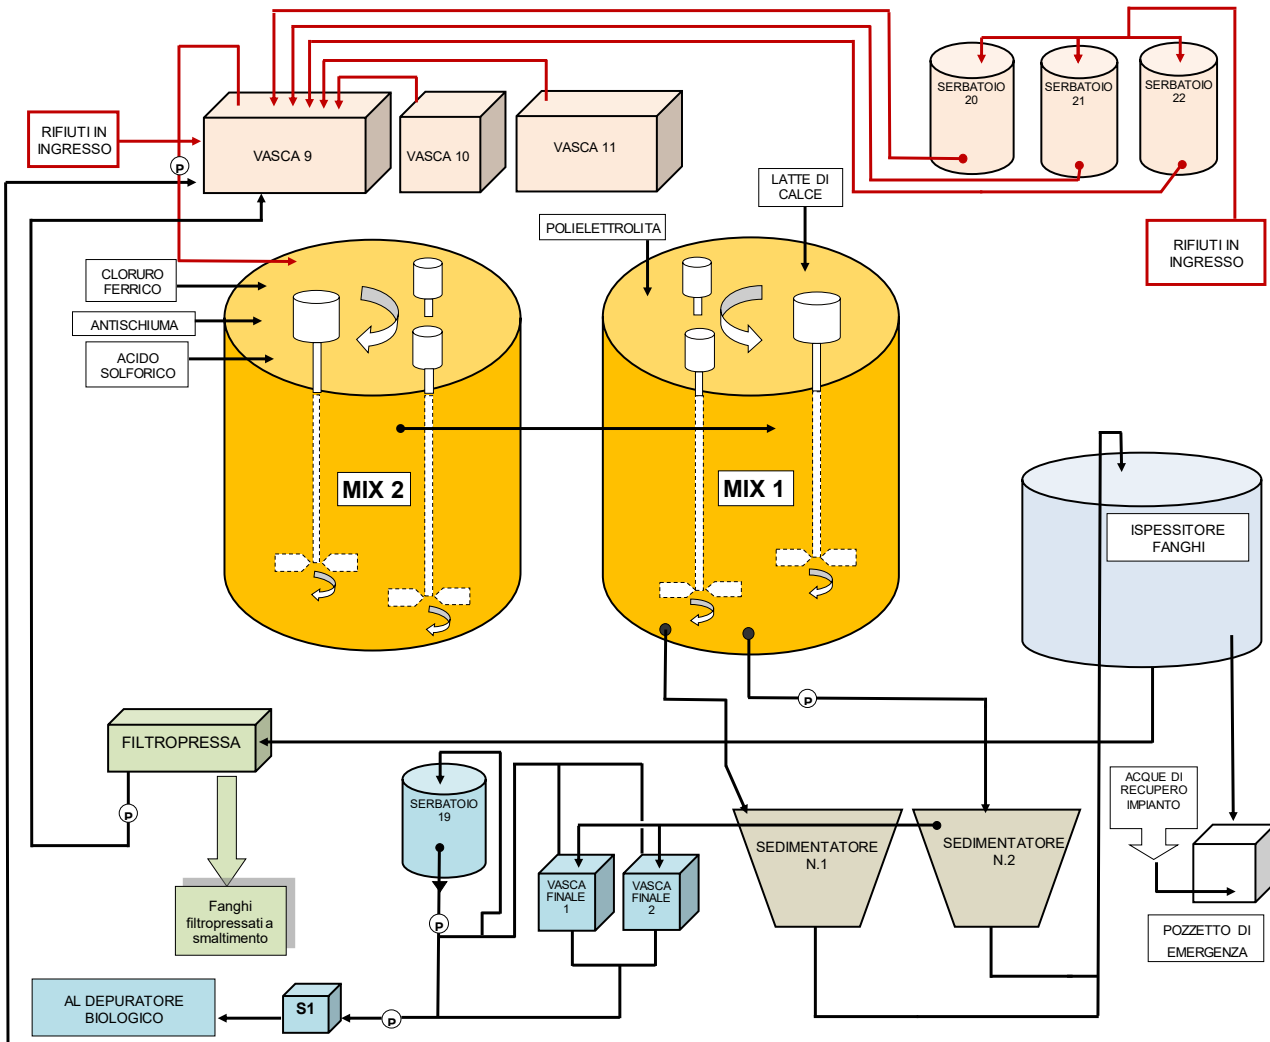 SERBATOIO
20
SERBATOIO
21
SERBATOIO
22
RIFIUTI IN
INGRESSO
VASCA 9
VASCA 10
VASCA 11
P
LATTE DI
CALCE
POLIELETTROLITA
RIFIUTI IN
INGRESSO
CLORURO
FERRICO
ANTISCHIUMA
ACIDO
SOLFORICO
MIX 2
MIX 1
ISPESSITORE
FANGHI
P
FILTROPRESSA
P
SERBATOIO
19
ACQUE DI
RECUPERO
IMPIANTO
SEDIMENTATORE
N.1
SEDIMENTATORE
N.2
VASCA
FINALE
1
VASCA
FINALE
2
P
Fanghi
filtropressati a
smaltimento
POZZETTO DI
EMERGENZA
AL DEPURATORE
BIOLOGICO
S1
P